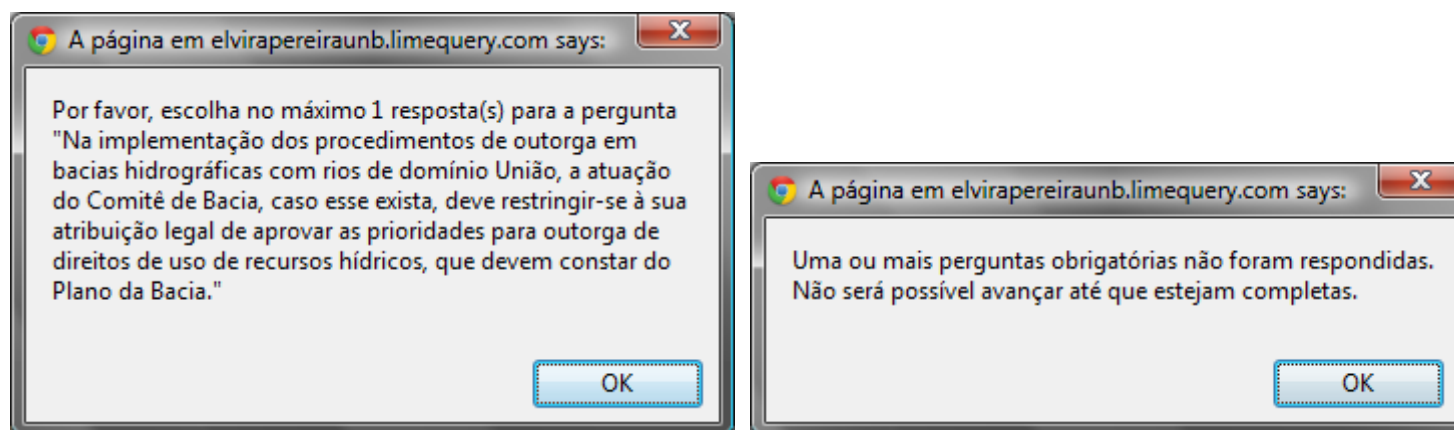 A página em elvirapereiraunb.limequery.com says:
Por favor, escolha no máximo 1 resposta(s) para a pergunta
"Na implementação dos procedimentos de outorga em
bacias hidrográficas com rios de domínio União, a atuação
do Comitê de Bacia, caso esse exista, deve restringir-se à sua
atribuição legal de aprovar as prioridades para outorga de
direitos de uso de recursos hídricos, que devem constar do
Plano da Bacia."
OK
A página em elvirapereiraunb.limequery.com says:
Uma ou mais perguntas obrigatórias não foram respondidas.
Não será possível avançar até que estejam completas.
OK